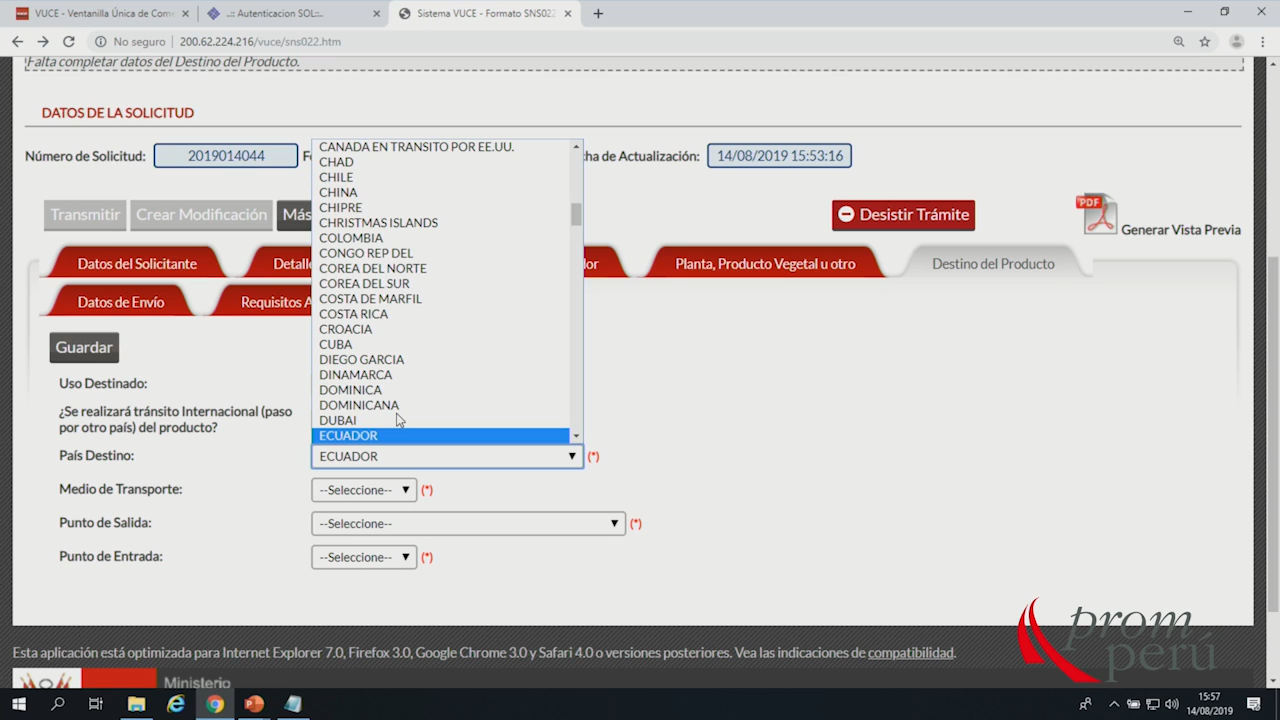 VUCE - Ventanilla Única de Come
..:: Autenticacion SOL::..
Sistema VUCE - Formato SNS022
No seguro
200.62.224.216/vuce/sns022.htm
Falta completar datos del Destino del Producto.
DATOS DE LA SOLICITUD
Número de Solicitud:
2019014044
cha de Actualización:
14/08/2019 15:53:16
Transmitir
Crear Modificación
Más
Desistir Trámite
PDF
Generar Vista Previa
Datos del Solicitante
Detalle
dor
Planta, Producto Vegetal u otro
Destino del Producto
Datos de Envío
Requisitos A
Guardar
CANADA EN TRANSITO POR EE.UU.
CHAD
CHILE
CHINA
CHIPRE
CHRISTMAS ISLANDS
COLOMBIA
CONGO REP DEL
COREA DEL NORTE
COREA DEL SUR
COSTA DE MARFIL
COSTA RICA
CROACIA
CUBA
DIEGO GARCIA
DINAMARCA
DOMINICA
DOMINICANA
DUBAI
ECUADOR
Uso Destinado:
¿Se realizará tránsito Internacional (paso
por otro país) del producto?
País Destino:
ECUADOR
(*)
Medio de Transporte:
--Seleccione--
(*)
Punto de Salida:
--Seleccione--
(*)
Punto de Entrada:
--Seleccione--
(*)
prom
perú
Esta aplicación está optimizada para Internet Explorer 7.0, Firefox 3.0, Google Chrome 3.0 y Safari 4.0 o versiones posteriores. Vea las indicaciones de compatibilidad.
Ministerio
15:57
14/08/2019